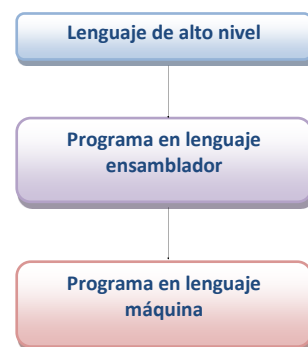 Lenguaje de alto nivel
Programa en lenguaje
ensamblador
Programa en lenguaje
máquina